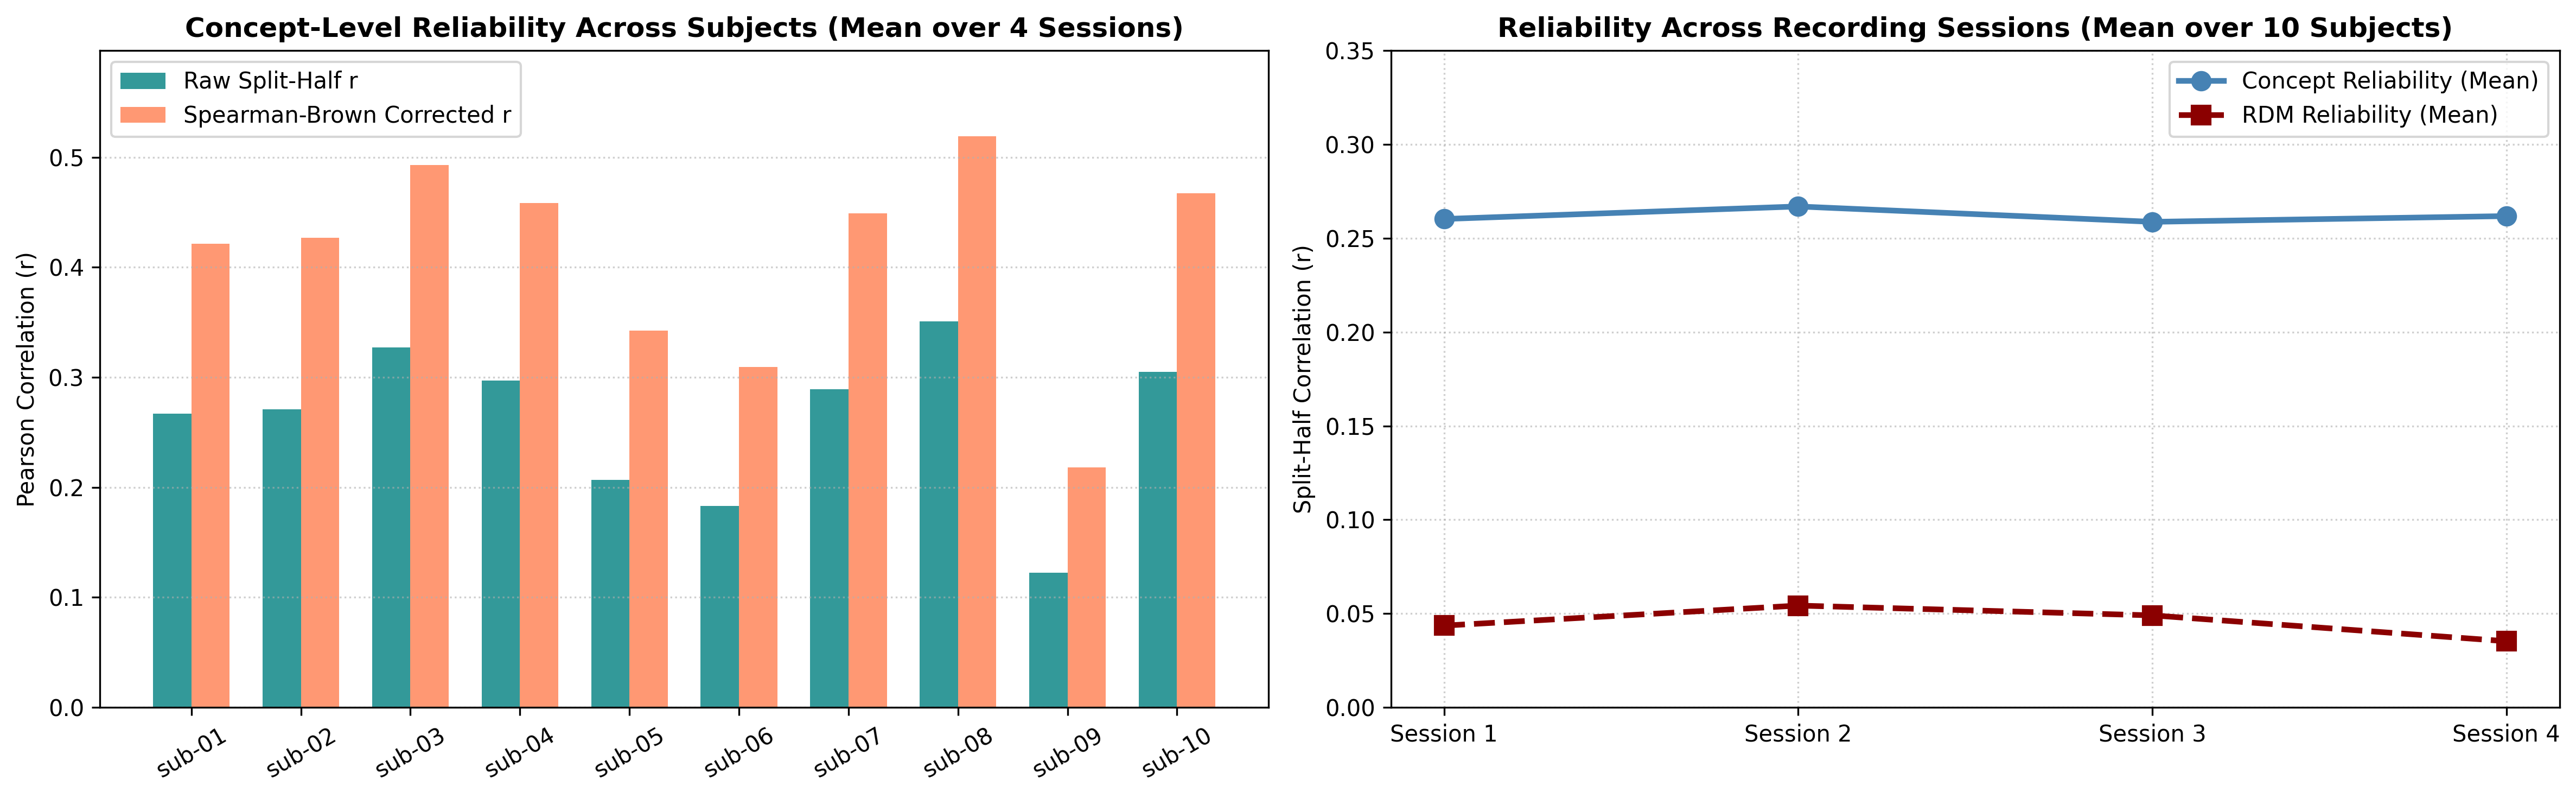 Concept-Level Reliability Across Subjects (Mean over 4 Sessions)
Raw Split-Half r
Spearman-Brown Corrected r
Pearson Correlation (r)
0.5
0.4
0.3
0.2
0.1
0.0
sub-01 sub-02 sub-03 sub-04 sub-05 sub-06 sub-07 sub-08 sub-09 sub-10
Reliability Across Recording Sessions (Mean over 10 Subjects)
Concept Reliability (Mean)
RDM Reliability (Mean)
Split-Half Correlation (r)
0.35
0.30
0.25
0.20
0.15
0.10
0.05
0.00
Session 1 Session 2 Session 3 Session 4